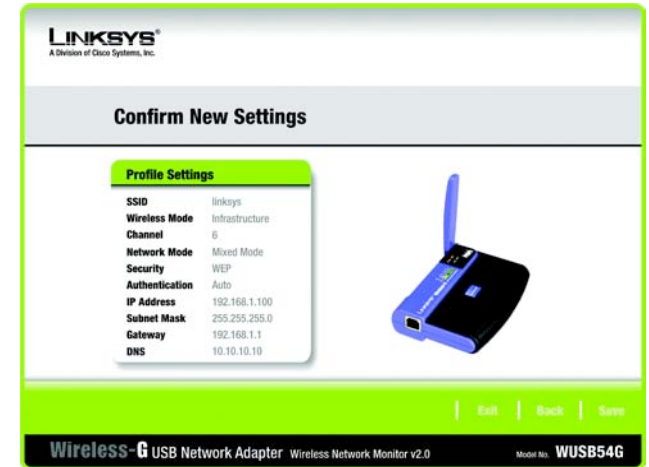 LINKSYS®
A Division of Cisco Systems, Inc.
Confirm New Settings
Profile Settings
SSID linksys
Wireless Mode Infrastructure
Channel 6
Network Mode Mixed Mode
Security WEP
Authentication Auto
IP Address 192.168.1.100
Subnet Mask 255.255.255.0
Gateway 192.168.1.1
DNS 10.10.10.10
Exit | Back | Save
Wireless-G USB Network Adapter Wireless Network Monitor v2.0 Model No. WUSB54G